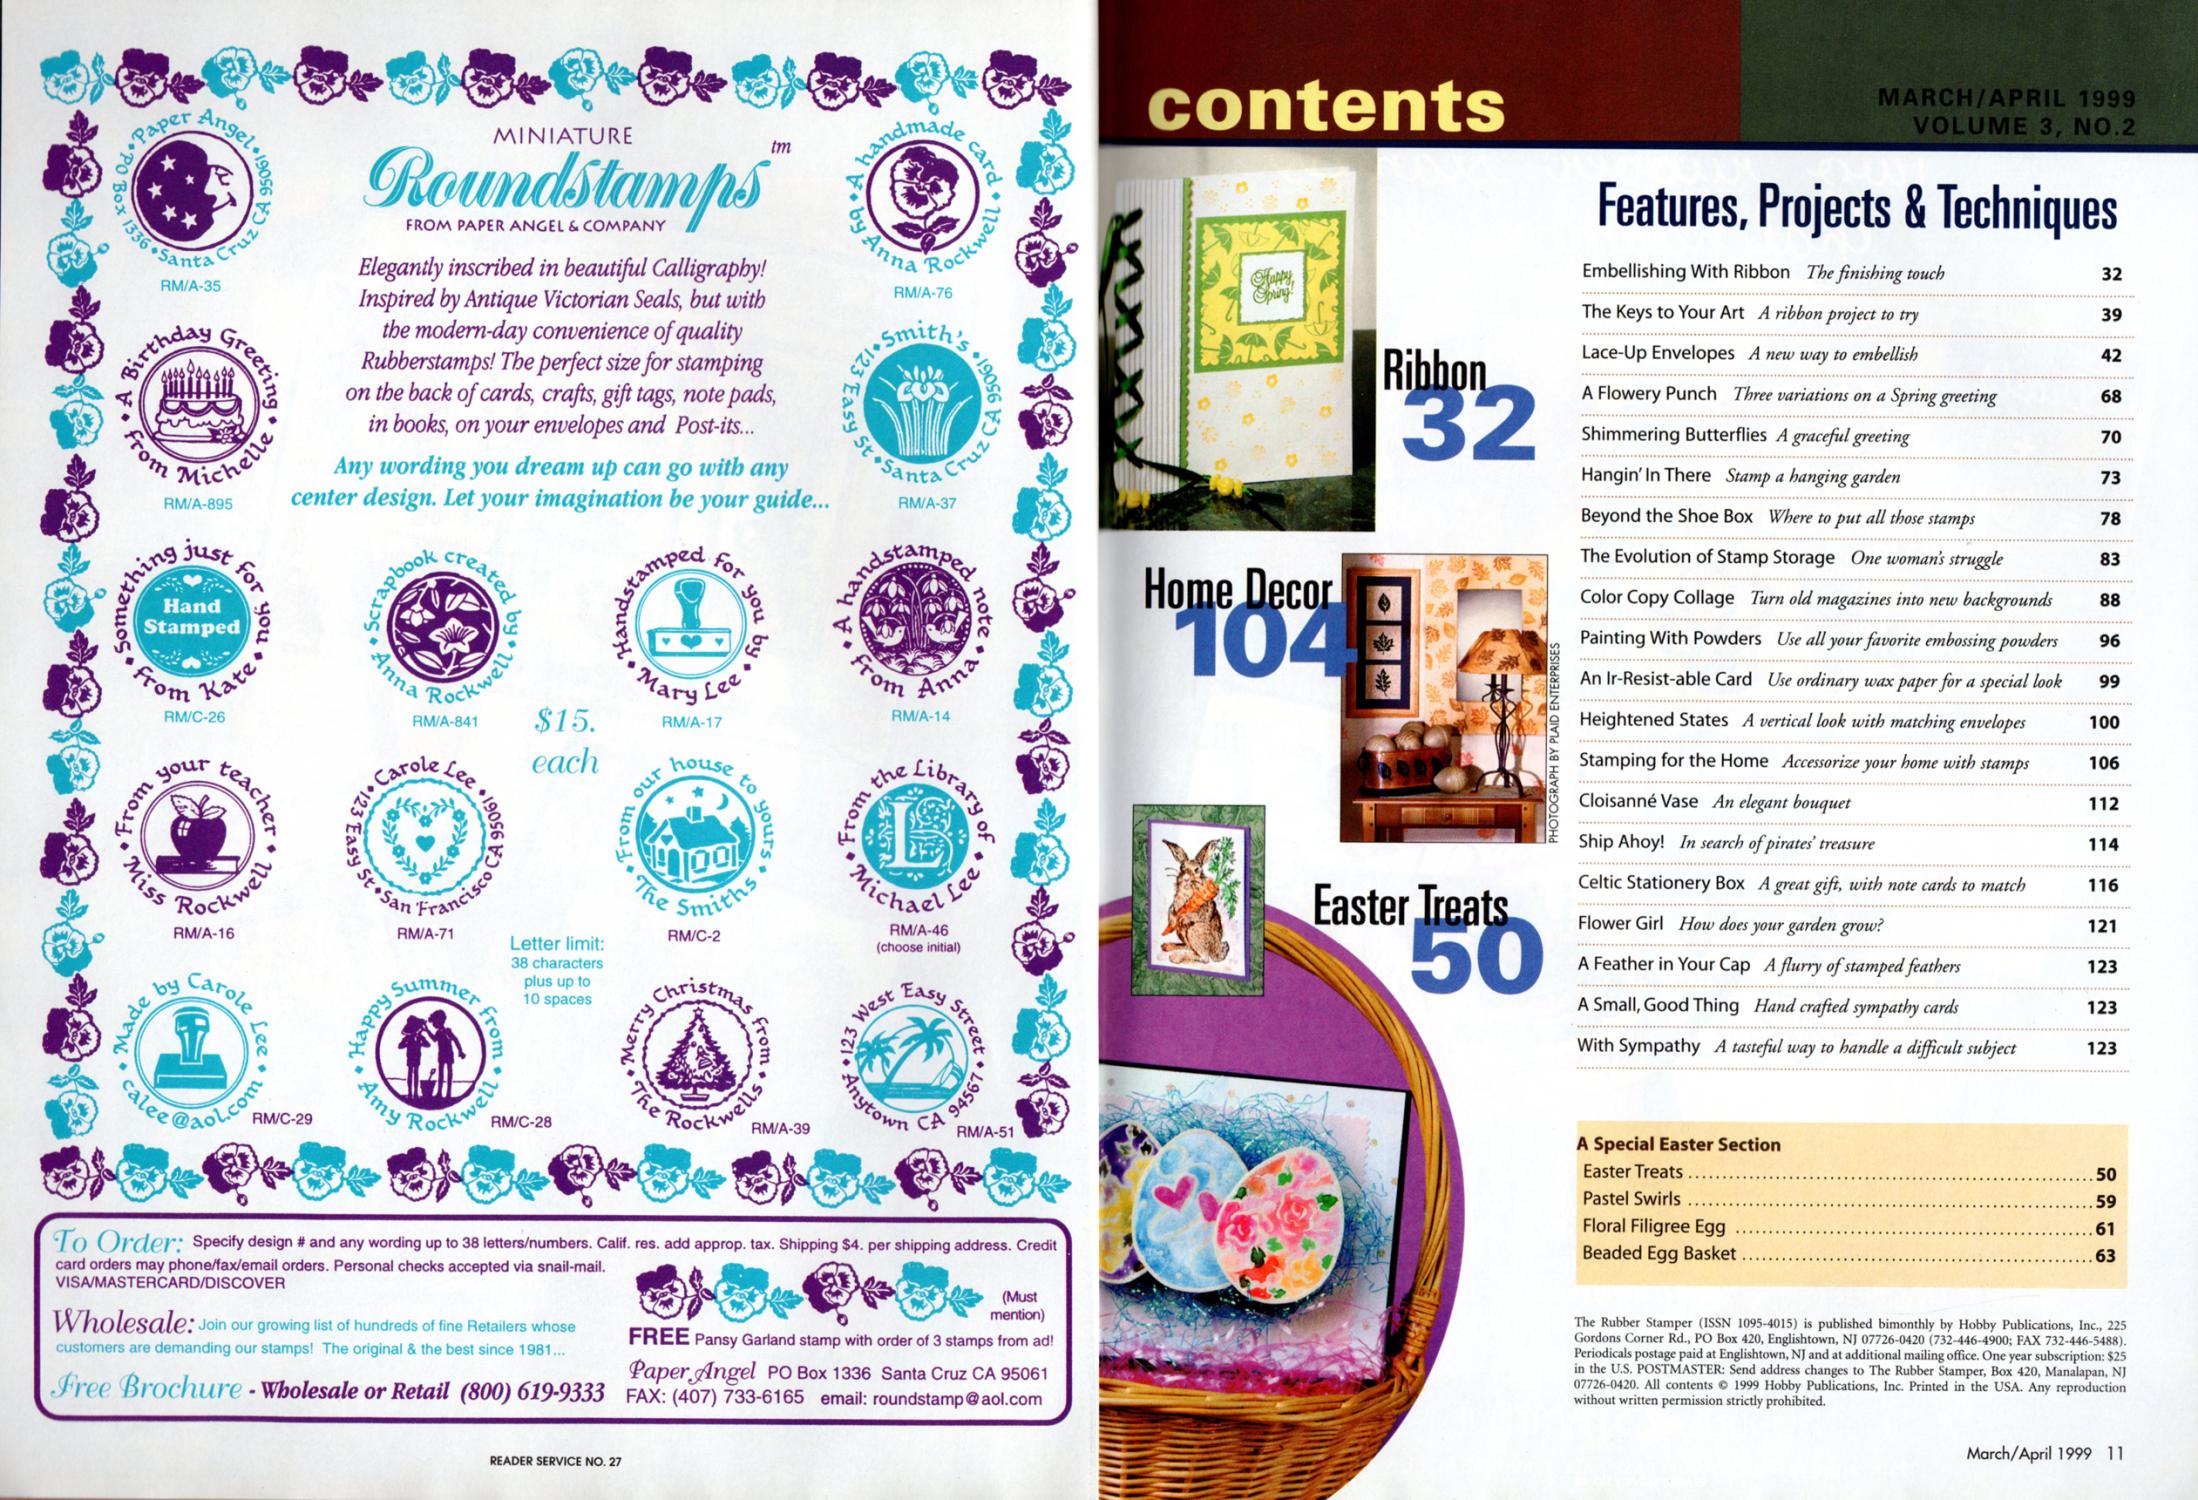 MINIATURE
Roundstamps tm
FROM PAPER ANGEL & COMPANY
Elegantly inscribed in beautiful Calligraphy!
Inspired by Antique Victorian Seals, but with
the modern-day convenience of quality
Rubberstamps! The perfect size for stamping
on the back of cards, crafts, gift tags, note pads,
in books, on your envelopes and Post-its...
Any wording you dream up can go with any
center design. Let your imagination be your guide...
Paper Angel • 95061 • Santa Cruz CA • PO Box 1336
RM/A-35
A handmade card • by Anna Rockwell
RM/A-76
A Birthday Greeting • from Michelle
RM/A-895
Smith's • 95061 • Santa Cruz CA • 123 Easy St
RM/A-37
Something just for you • from Kate
Hand
Stamped
RM/C-26
Scrapbook created by • Anna Rockwell
RM/A-841
Handstamped for you by • Mary Lee
RM/A-17
A handstamped note • from Anna
RM/A-14
$15.
each
From your teacher • Miss Rockwell
RM/A-16
Carole Lee • 123 Easy St • San Francisco CA 95061
RM/A-71
From our house to yours • The Smiths
RM/C-2
From the Library of • Michael Lee
L
RM/A-46
(choose initial)
Letter limit:
38 characters
plus up to
10 spaces
Made by Carole Lee • calee@aol.com
RM/C-29
Happy Summer from • Amy Rockwell
RM/C-28
Merry Christmas from • The Rockwells
RM/A-39
123 West Easy Street • Anytown CA 94567
RM/A-51
To Order: Specify design # and any wording up to 38 letters/numbers. Calif. res. add approp. tax. Shipping $4. per shipping address. Credit
card orders may phone/fax/email orders. Personal checks accepted via snail-mail.
VISA/MASTERCARD/DISCOVER
Wholesale: Join our growing list of hundreds of fine Retailers whose
customers are demanding our stamps! The original & the best since 1981...
Free Brochure - Wholesale or Retail (800) 619-9333
(Must
mention)
FREE Pansy Garland stamp with order of 3 stamps from ad!
Paper Angel PO Box 1336 Santa Cruz CA 95061
FAX: (407) 733-6165 email: roundstamp@aol.com
READER SERVICE NO. 27
contents
MARCH/APRIL 1999
VOLUME 3, NO.2
Happy
Spring!
Ribbon
32
Home Decor
104
PHOTOGRAPH BY PLAID ENTERPRISES
Easter Treats
50
Features, Projects & Techniques
Embellishing With Ribbon The finishing touch 32
The Keys to Your Art A ribbon project to try 39
Lace-Up Envelopes A new way to embellish 42
A Flowery Punch Three variations on a Spring greeting 68
Shimmering Butterflies A graceful greeting 70
Hangin' In There Stamp a hanging garden 73
Beyond the Shoe Box Where to put all those stamps 78
The Evolution of Stamp Storage One woman's struggle 83
Color Copy Collage Turn old magazines into new backgrounds 88
Painting With Powders Use all your favorite embossing powders 96
An Ir-Resist-able Card Use ordinary wax paper for a special look 99
Heightened States A vertical look with matching envelopes 100
Stamping for the Home Accessorize your home with stamps 106
Cloisanné Vase An elegant bouquet 112
Ship Ahoy! In search of pirates' treasure 114
Celtic Stationery Box A great gift, with note cards to match 116
Flower Girl How does your garden grow? 121
A Feather in Your Cap A flurry of stamped feathers 123
A Small, Good Thing Hand crafted sympathy cards 123
With Sympathy A tasteful way to handle a difficult subject 123
A Special Easter Section
Easter Treats 50
Pastel Swirls 59
Floral Filigree Egg 61
Beaded Egg Basket 63
The Rubber Stamper (ISSN 1095-4015) is published bimonthly by Hobby Publications, Inc., 225
Gordons Corner Rd., PO Box 420, Englishtown, NJ 07726-0420 (732-446-4900; FAX 732-446-5488).
Periodicals postage paid at Englishtown, NJ and at additional mailing office. One year subscription: $25
in the U.S. POSTMASTER: Send address changes to The Rubber Stamper, Box 420, Manalapan, NJ
07726-0420. All contents © 1999 Hobby Publications, Inc. Printed in the USA. Any reproduction
without written permission strictly prohibited.
March/April 1999 11